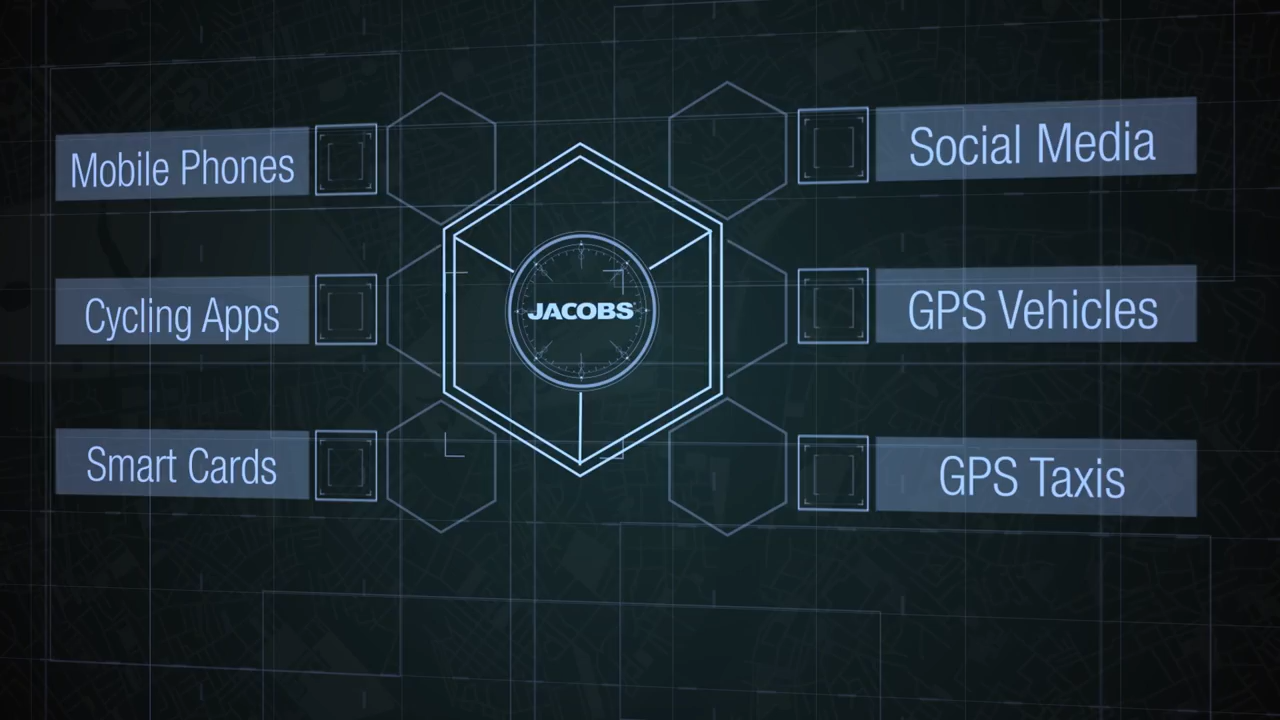 Mobile Phones
Cycling Apps
Smart Cards
JACOBS
Social Media
GPS Vehicles
GPS Taxis